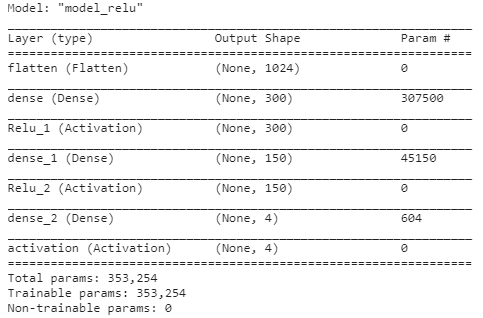 Model: "model_relu"
_________________________________________________________________
Layer (type)                 Output Shape              Param #
=================================================================
flatten (Flatten)            (None, 1024)              0
_________________________________________________________________
dense (Dense)                (None, 300)               307500
_________________________________________________________________
Relu_1 (Activation)          (None, 300)               0
_________________________________________________________________
dense_1 (Dense)              (None, 150)               45150
_________________________________________________________________
Relu_2 (Activation)          (None, 150)               0
_________________________________________________________________
dense_2 (Dense)              (None, 4)                 604
_________________________________________________________________
activation (Activation)      (None, 4)                 0
=================================================================
Total params: 353,254
Trainable params: 353,254
Non-trainable params: 0